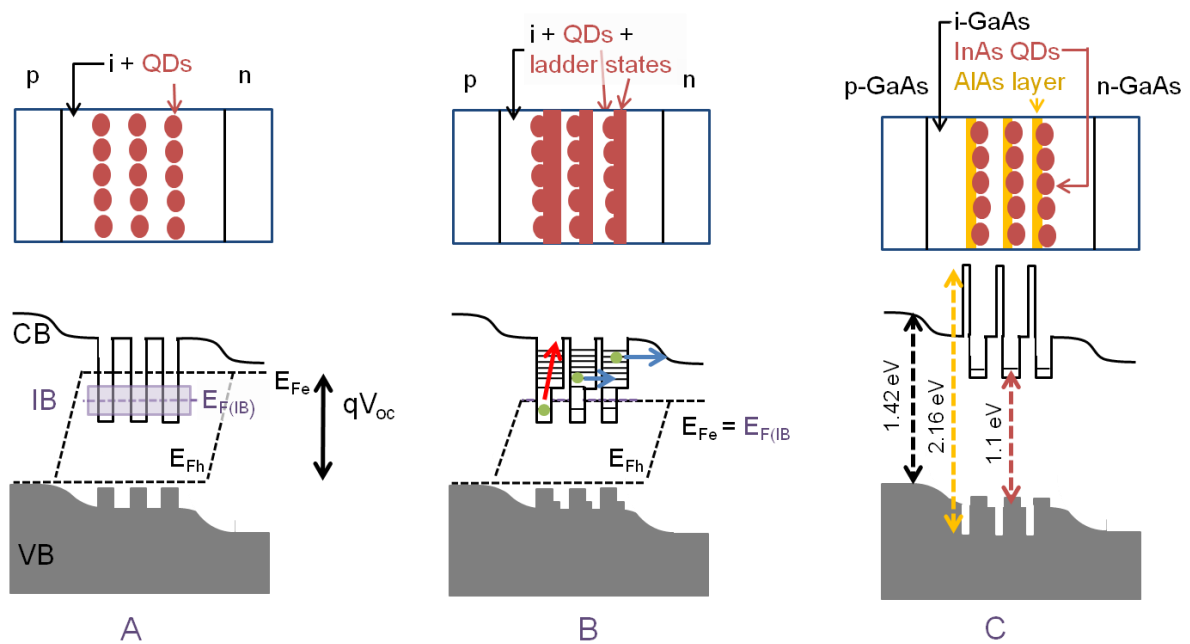 i + QDs
p
n
CB
IB
E_Fe
E_F(IB)
qV_oc
E_Fh
VB
A
i + QDs +
ladder states
p
n
E_Fe = E_F(IB
E_Fh
B
i-GaAs
InAs QDs
AlAs layer
p-GaAs
n-GaAs
1.42 eV
2.16 eV
1.1 eV
C